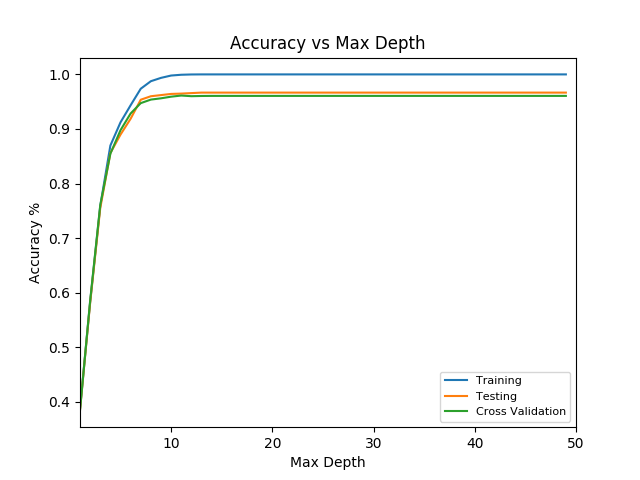 Accuracy vs Max Depth
Accuracy %
1.0
0.9
0.8
0.7
0.6
0.5
0.4
Training
Testing
Cross Validation
10
20
30
40
50
Max Depth